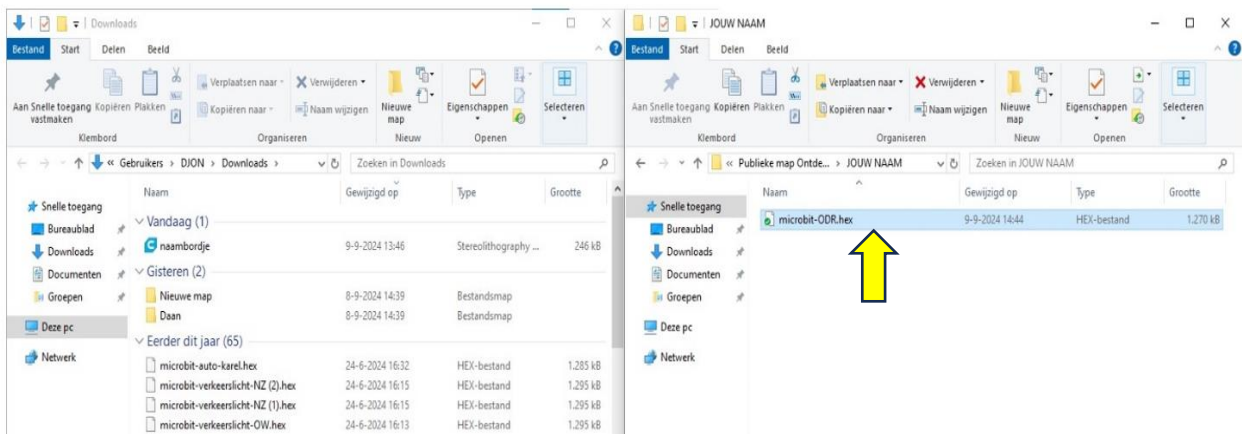 Downloads
Bestand Start Delen Beeld
Aan Snelle toegang vastmaken Kopiëren Plakken Verplaatsen naar Kopiëren naar Verwijderen Naam wijzigen Nieuwe map Eigenschappen Selecteren
Klembord Organiseren Nieuw Openen
« Gebruikers > DJON > Downloads > Zoeken in Downloads
Naam Gewijzigd op Type Grootte
Snelle toegang
Bureaublad
Downloads
Documenten
Groepen
Deze pc
Netwerk
Vandaag (1)
naambordje 9-9-2024 13:46 Stereolithography ... 246 kB
Gisteren (2)
Nieuwe map 8-9-2024 14:39 Bestandsmap
Daan 8-9-2024 14:39 Bestandsmap
Eerder dit jaar (65)
microbit-auto-karel.hex 24-6-2024 16:32 HEX-bestand 1.285 kB
microbit-verkeerslicht-NZ (2).hex 24-6-2024 16:15 HEX-bestand 1.295 kB
microbit-verkeerslicht-NZ (1).hex 24-6-2024 16:15 HEX-bestand 1.295 kB
microbit-verkeerslicht-OW.hex 24-6-2024 16:13 HEX-bestand 1.295 kB
JOUW NAAM
Bestand Start Delen Beeld
Aan Snelle toegang vastmaken Kopiëren Plakken Verplaatsen naar Kopiëren naar Verwijderen Naam wijzigen Nieuwe map Eigenschappen Selecteren
Klembord Organiseren Nieuw Openen
« Publieke map Ontde... > JOUW NAAM Zoeken in JOUW NAAM
Naam Gewijzigd op Type Grootte
Snelle toegang
Bureaublad
Downloads
Documenten
Groepen
Deze pc
Netwerk
microbit-ODR.hex 9-9-2024 14:44 HEX-bestand 1.270 kB